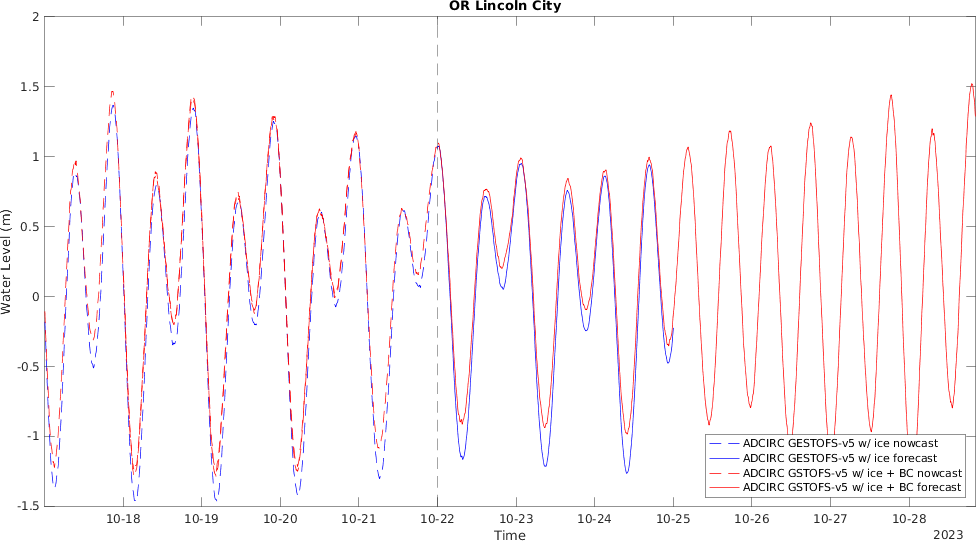 OR Lincoln City
2
1.5
1
0.5
0
-0.5
-1
-1.5
Water Level (m)
ADCIRC GESTOFS-v5 w/ ice nowcast
ADCIRC GESTOFS-v5 w/ ice forecast
ADCIRC GSTOFS-v5 w/ ice + BC nowcast
ADCIRC GSTOFS-v5 w/ ice + BC forecast
10-18 10-19 10-20 10-21 10-22 10-23 10-24 10-25 10-26 10-27 10-28
Time
2023